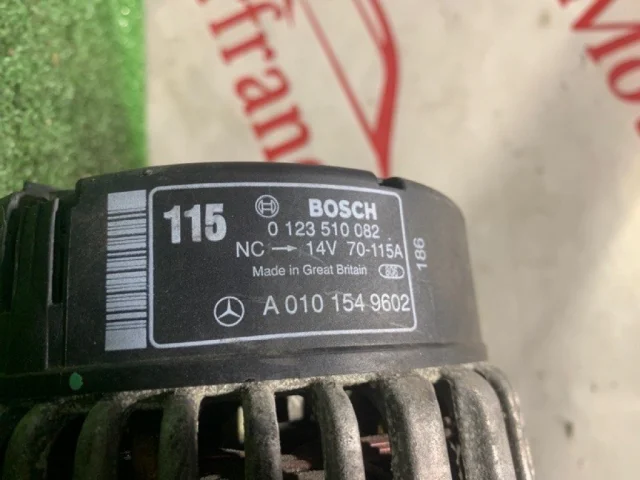 115
BOSCH
0 123 510 082
NC → 14V 70-115A
Made in Great Britain
A 010 154 9602
186